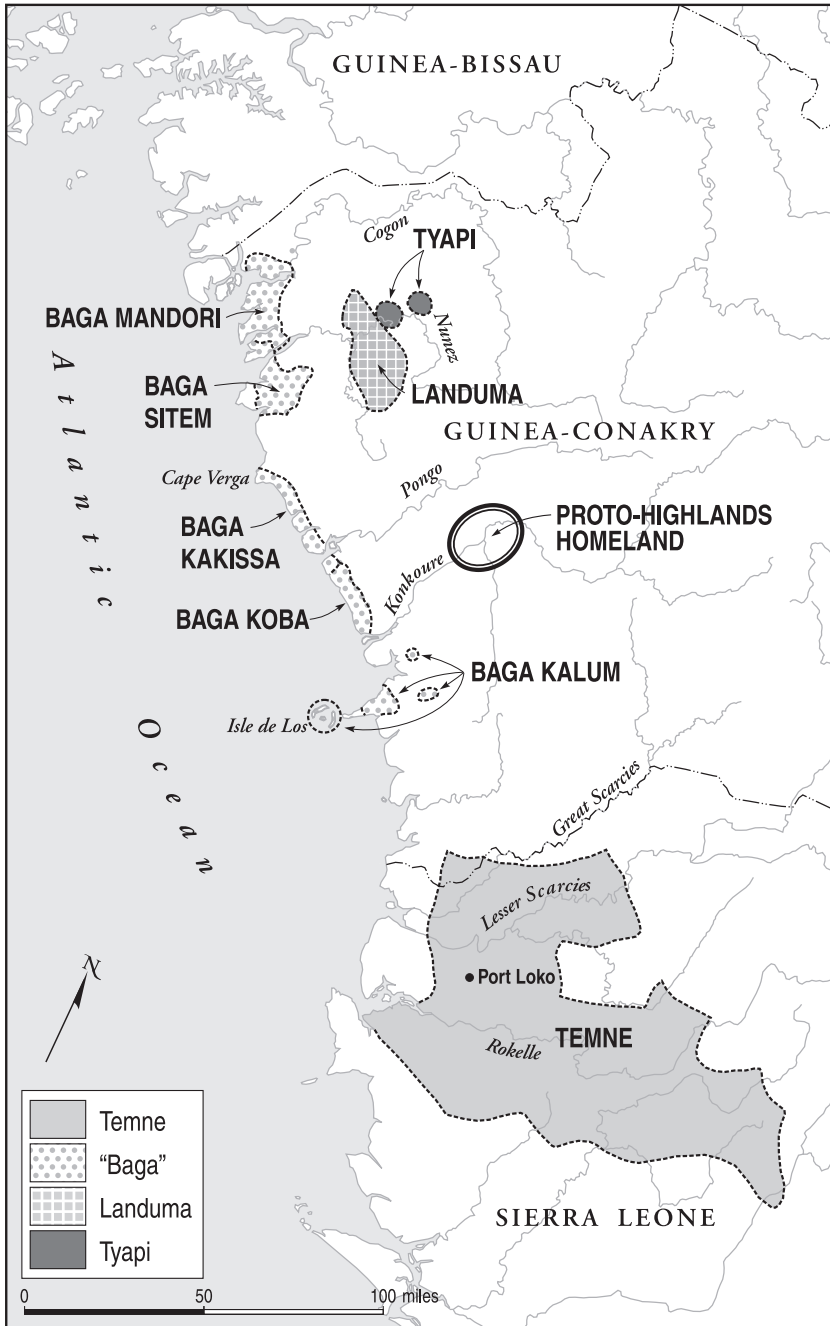 GUINEA-BISSAU
Cogon
TYAPI
BAGA MANDORI
Nunez
BAGA
SITEM
LANDUMA
GUINEA-CONAKRY
Cape Verga
Pongo
PROTO-HIGHLANDS
HOMELAND
BAGA
KAKISSA
Konkoure
BAGA KOBA
BAGA KALUM
Isle de Los
Atlantic
Ocean
Great Scarcies
Lesser Scarcies
Port Loko
N
TEMNE
Rokelle
Temne
"Baga"
Landuma
Tyapi
SIERRA LEONE
0 50 100 miles